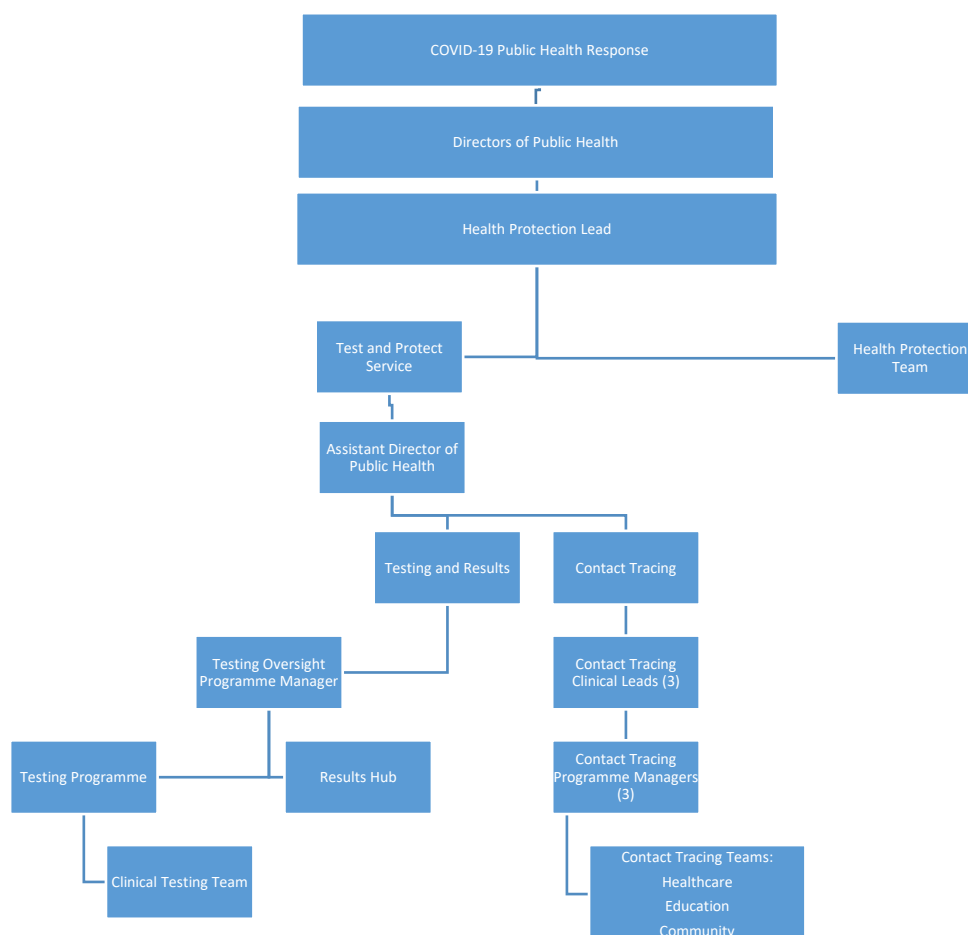 COVID-19 Public Health Response
Directors of Public Health
Health Protection Lead
Test and Protect
Service
Health Protection
Team
Assistant Director of
Public Health
Testing and Results
Contact Tracing
Testing Oversight
Programme Manager
Contact Tracing
Clinical Leads (3)
Testing Programme
Results Hub
Contact Tracing
Programme Managers
(3)
Clinical Testing Team
Contact Tracing Teams:
Healthcare
Education
Community